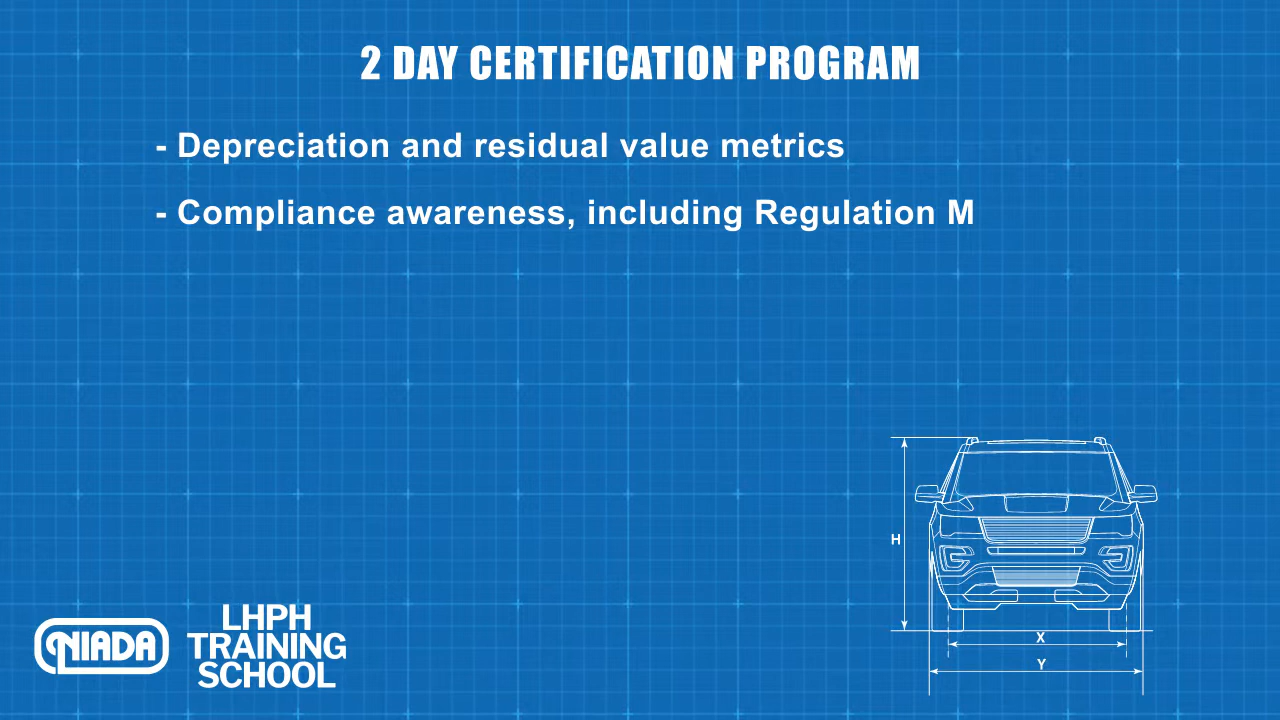 2 DAY CERTIFICATION PROGRAM
- Depreciation and residual value metrics
- Compliance awareness, including Regulation M
H
X
Y
NIADA
LHPH
TRAINING
SCHOOL